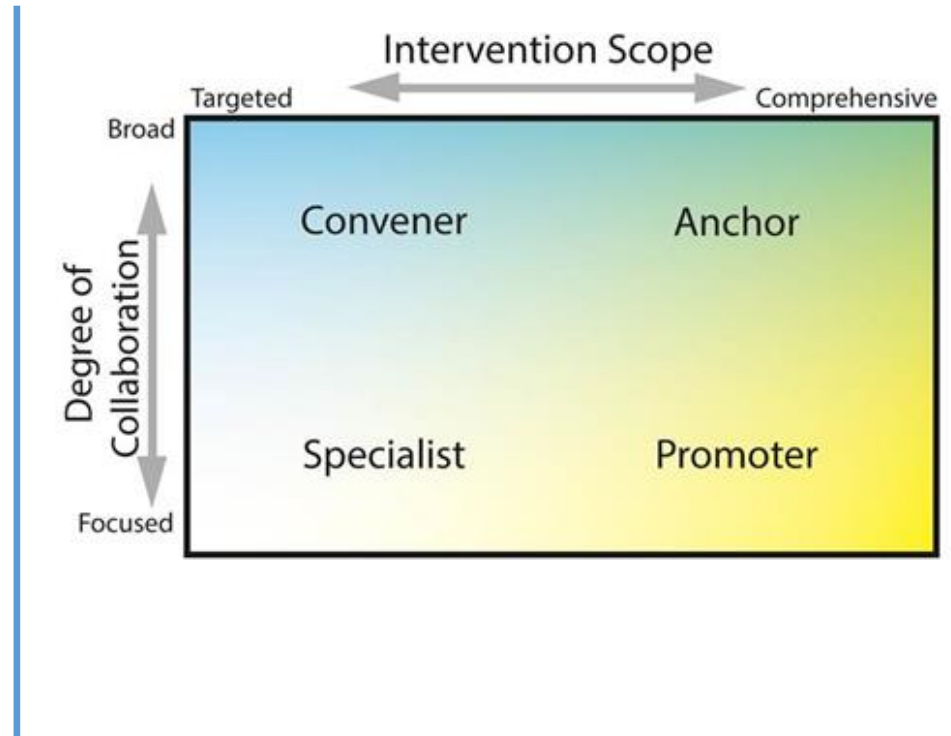 Intervention Scope
Targeted
Comprehensive
Broad
Degree of
Collaboration
Focused
Convener
Anchor
Specialist
Promoter